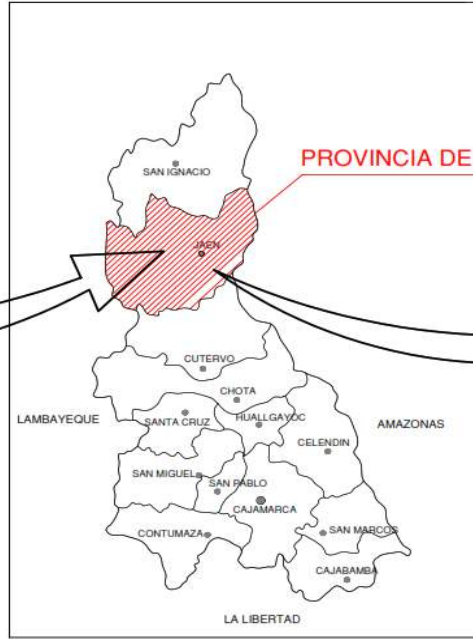 SAN IGNACIO
PROVINCIA DE
JAEN
CUTERVO
CHOTA
LAMBAYEQUE
SANTA CRUZ
HUALLGAYOC
AMAZONAS
CELENDIN
SAN MIGUEL
SAN PABLO
CAJAMARCA
CONTUMAZA
SAN MARCOS
CAJABAMBA
LA LIBERTAD